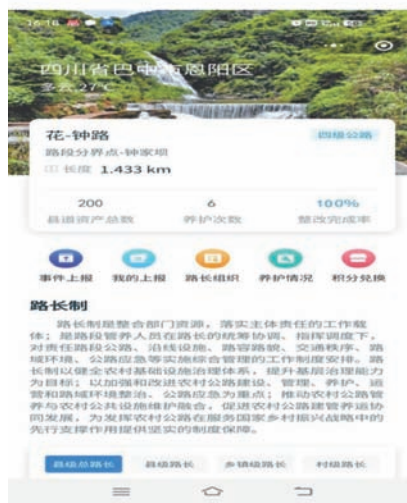 16:18
四川省巴中市恩阳区
多云 27℃
花-钟路
四级公路
路段分界点-钟家坝
长度 1.433 km
200
6
100%
县道资产总数
养护次数
整改完成率
事件上报
我的上报
路长组织
养护情况
积分兑换
路长制
路长制是整合部门资源，落实主体责任的工作载
体；是路段管养人员在路长的统筹协调、指挥调度下，
对责任路段公路、沿线设施、路容路貌、交通秩序、路
域环境、公路应急等实施综合管理的工作制度安排。路
长制以健全农村基础设施治理体系，提升基层治理能力
为目标；以加强和改进农村公路建设、管理、养护、运
营和路域环境整治、公路应急为重点；推动农村公路管
养与农村公共设施维护融合，促进农村公路建管养运协
同发展，为发挥农村公路在服务国家乡村振兴战略中的
先行支撑作用提供坚实的制度保障。
县级总路长
县级路长
乡镇级路长
村级路长